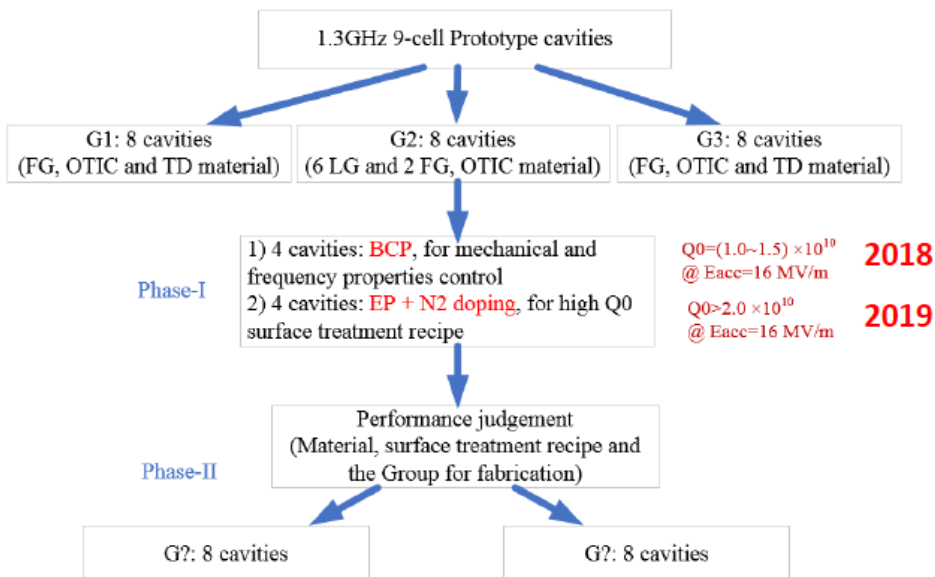 1.3GHz 9-cell Prototype cavities
G1: 8 cavities
(FG, OTIC and TD material)
G2: 8 cavities
(6 LG and 2 FG, OTIC material)
G3: 8 cavities
(FG, OTIC and TD material)
Phase-I
1) 4 cavities: BCP, for mechanical and
frequency properties control
2) 4 cavities: EP + N2 doping, for high Q0
surface treatment recipe
Q0=(1.0~1.5) ×10¹⁰
@ Eacc=16 MV/m
2018
Q0>2.0 ×10¹⁰
@ Eacc=16 MV/m
2019
Phase-II
Performance judgement
(Material, surface treatment recipe and
the Group for fabrication)
G?: 8 cavities
G?: 8 cavities